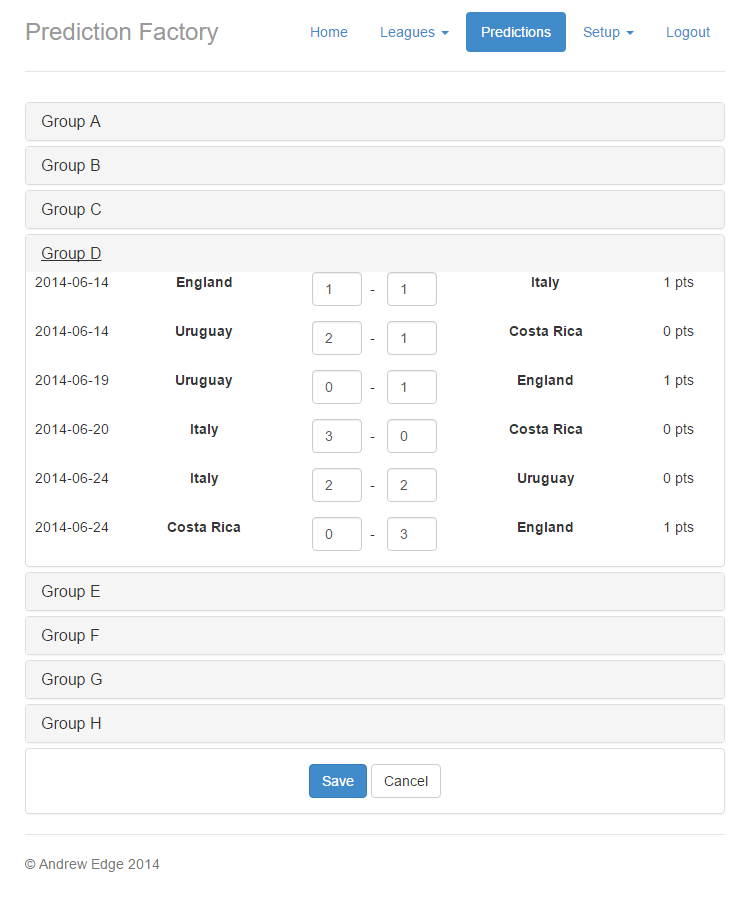 Prediction Factory Home Leagues Predictions Setup Logout
Group A
Group B
Group C
Group D
2014-06-14 England 1 - 1 Italy 1 pts
2014-06-14 Uruguay 2 - 1 Costa Rica 0 pts
2014-06-19 Uruguay 0 - 1 England 1 pts
2014-06-20 Italy 3 - 0 Costa Rica 0 pts
2014-06-24 Italy 2 - 2 Uruguay 0 pts
2014-06-24 Costa Rica 0 - 3 England 1 pts
Group E
Group F
Group G
Group H
Save Cancel
© Andrew Edge 2014